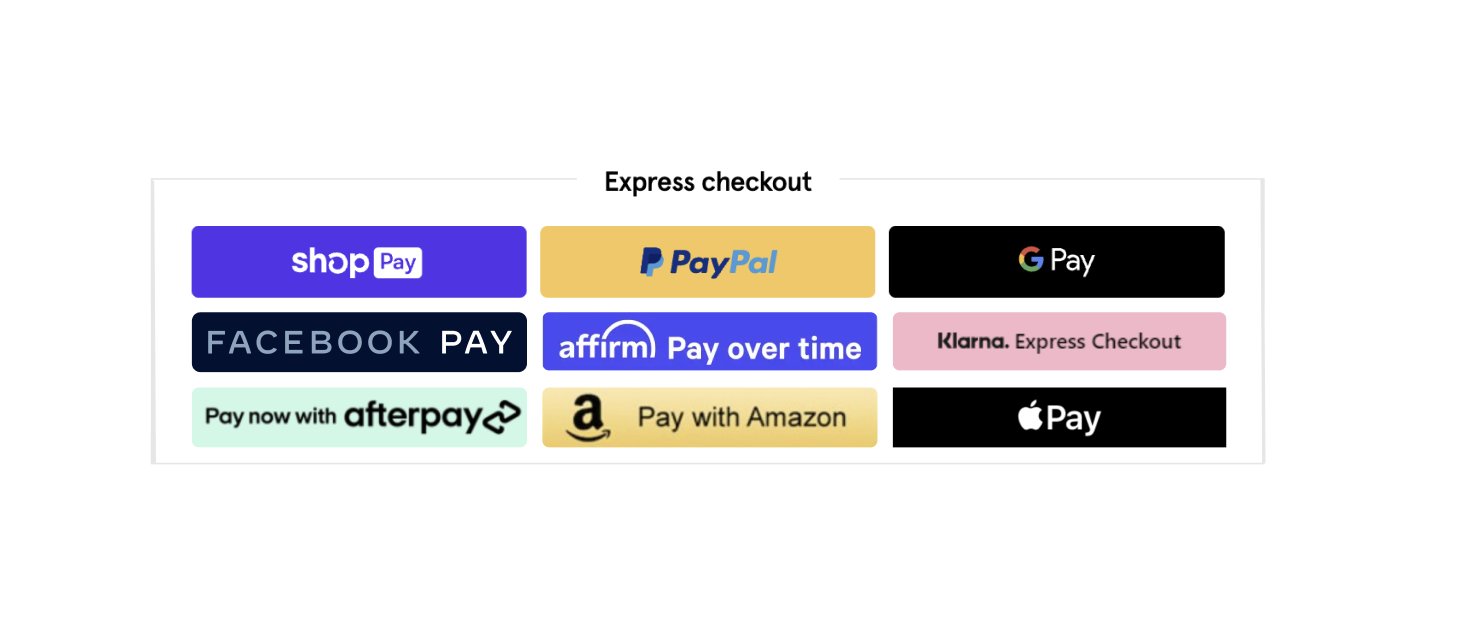 Express checkout
shop Pay
PayPal
G Pay
FACEBOOK PAY
affirm Pay over time
Klarna. Express Checkout
Pay now with afterpay
a Pay with Amazon
Pay